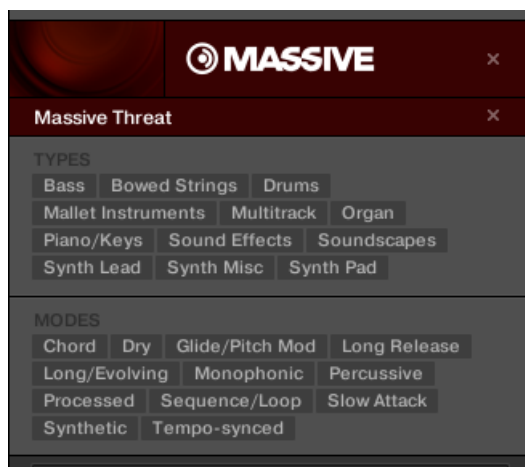 MASSIVE ×
Massive Threat ×
TYPES
Bass Bowed Strings Drums
Mallet Instruments Multitrack Organ
Piano/Keys Sound Effects Soundscapes
Synth Lead Synth Misc Synth Pad
MODES
Chord Dry Glide/Pitch Mod Long Release
Long/Evolving Monophonic Percussive
Processed Sequence/Loop Slow Attack
Synthetic Tempo-synced